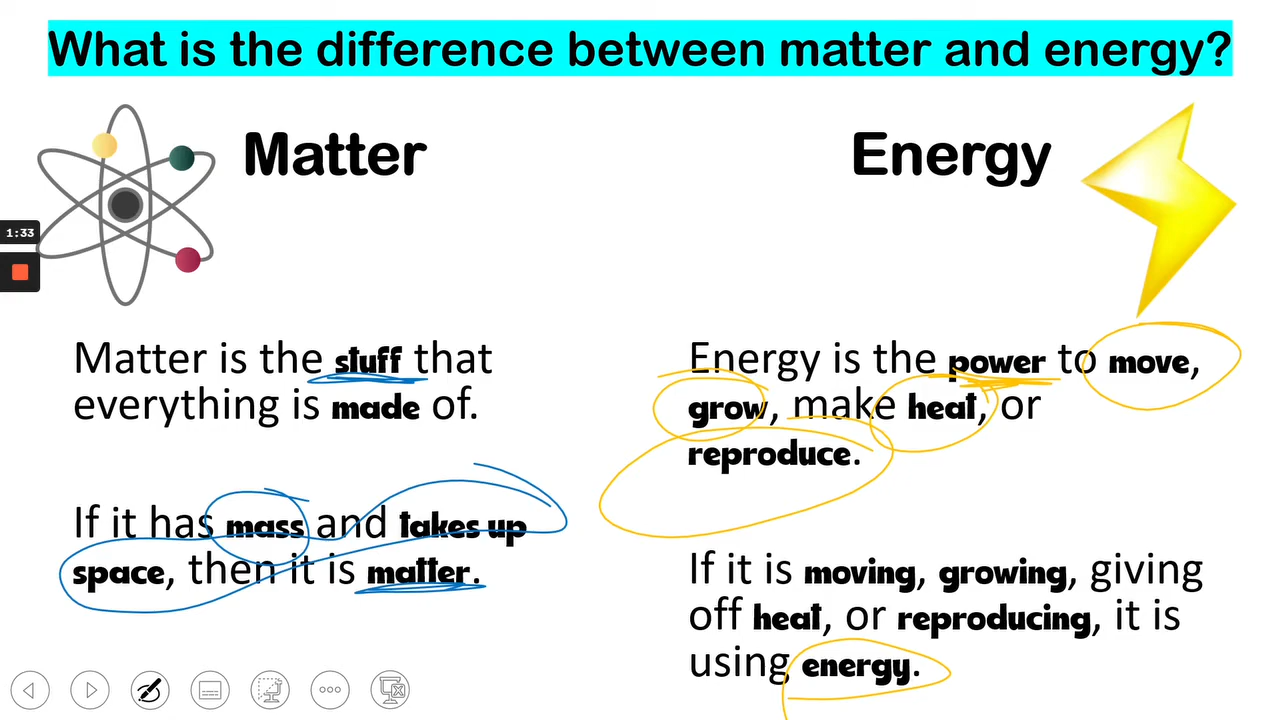 What is the difference between matter and energy?
Matter
Energy
1:33
Matter is the stuff that
everything is made of.
If it has mass and takes up
space, then it is matter.
Energy is the power to move,
grow, make heat, or
reproduce.
If it is moving, growing, giving
off heat, or reproducing, it is
using energy.